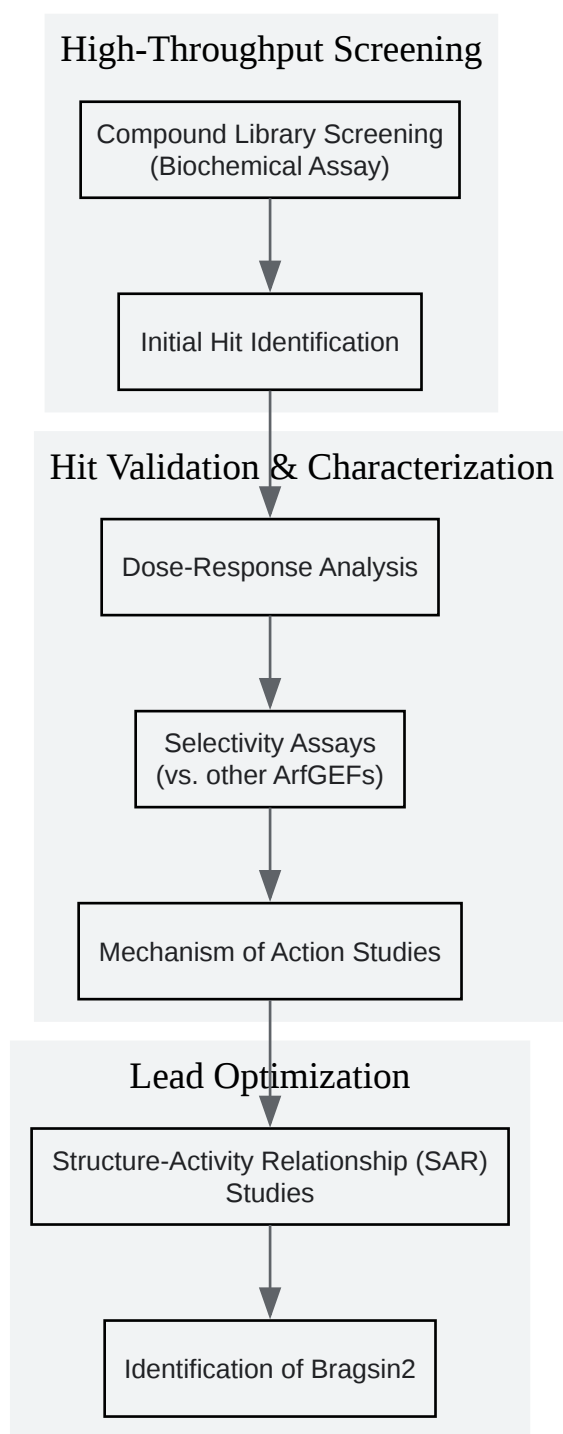 High-Throughput Screening
Compound Library Screening
(Biochemical Assay)
Initial Hit Identification
Hit Validation & Characterization
Dose-Response Analysis
Selectivity Assays
(vs. other ArfGEFs)
Mechanism of Action Studies
Lead Optimization
Structure-Activity Relationship (SAR)
Studies
Identification of Bragsin2